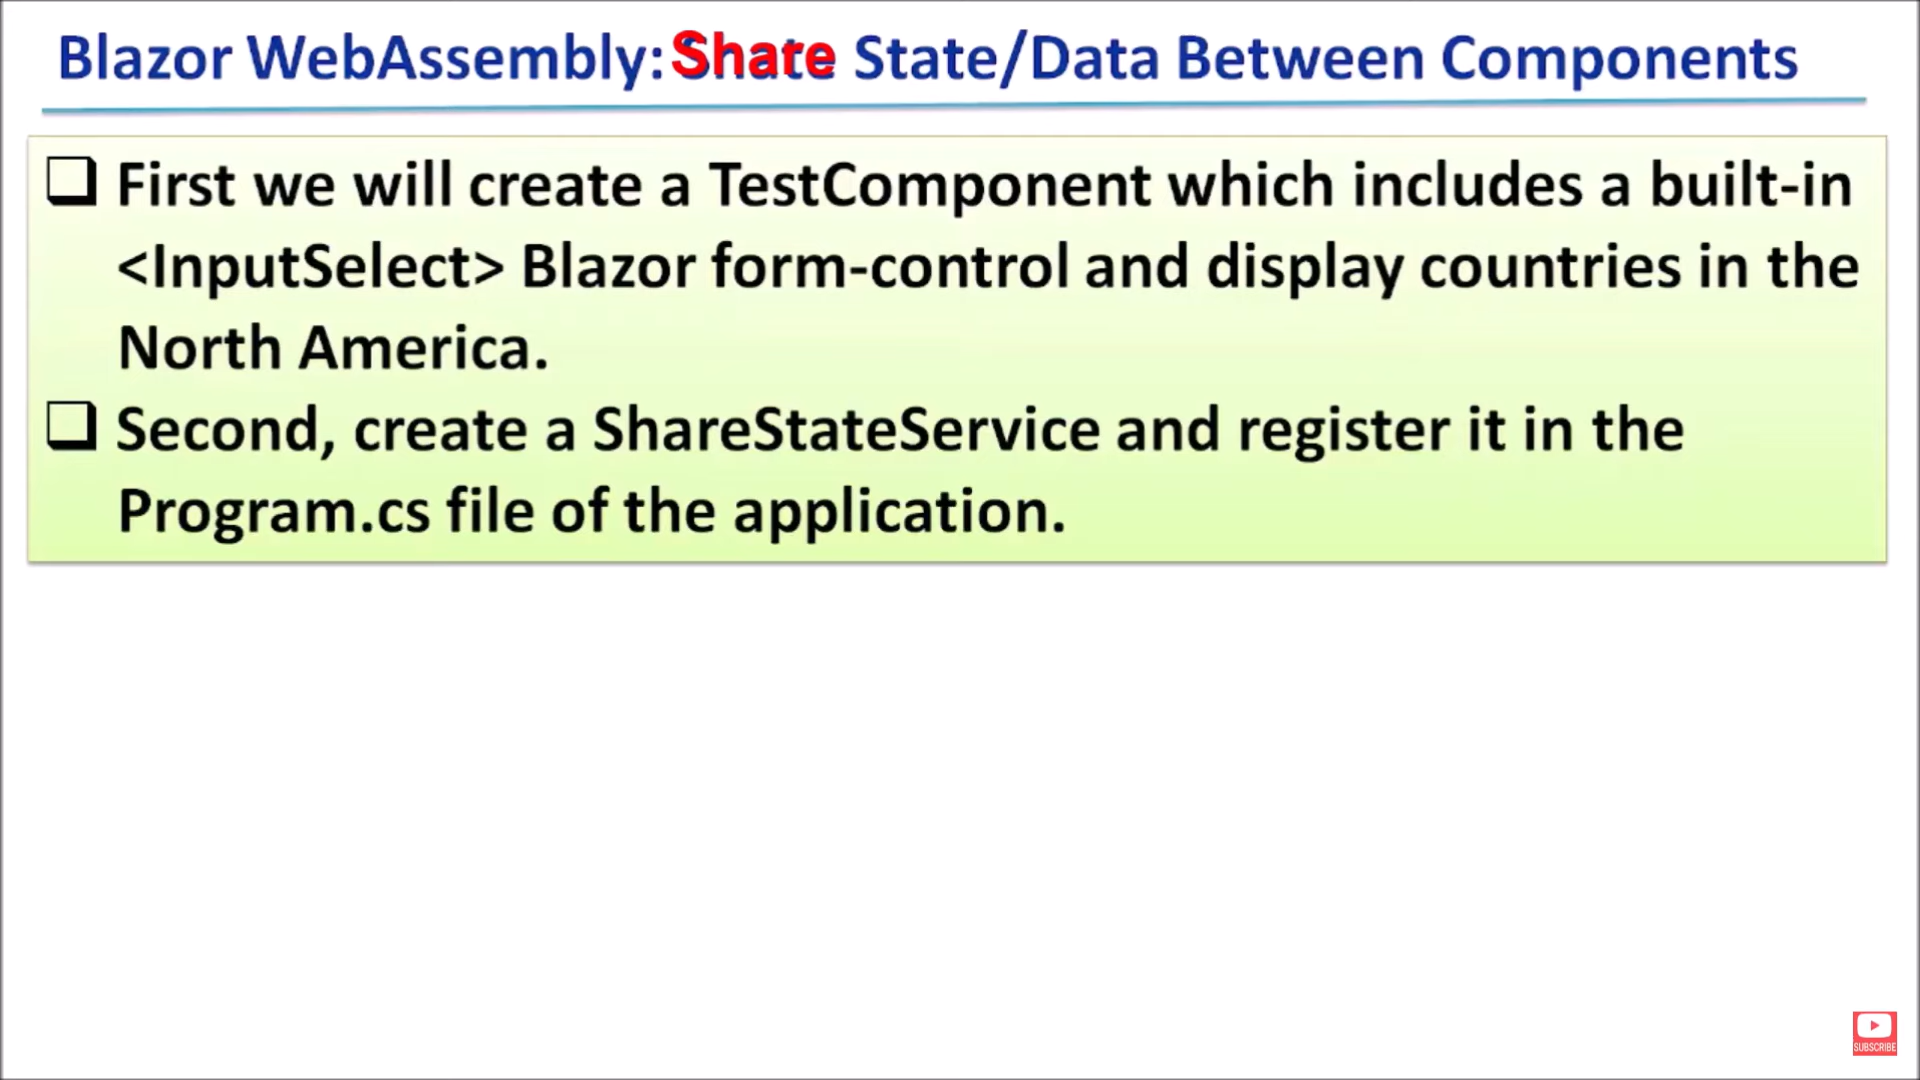 Blazor WebAssembly: Share State/Data Between Components
First we will create a TestComponent which includes a built-in
<InputSelect> Blazor form-control and display countries in the
North America.
Second, create a ShareStateService and register it in the
Program.cs file of the application.
SUBSCRIBE